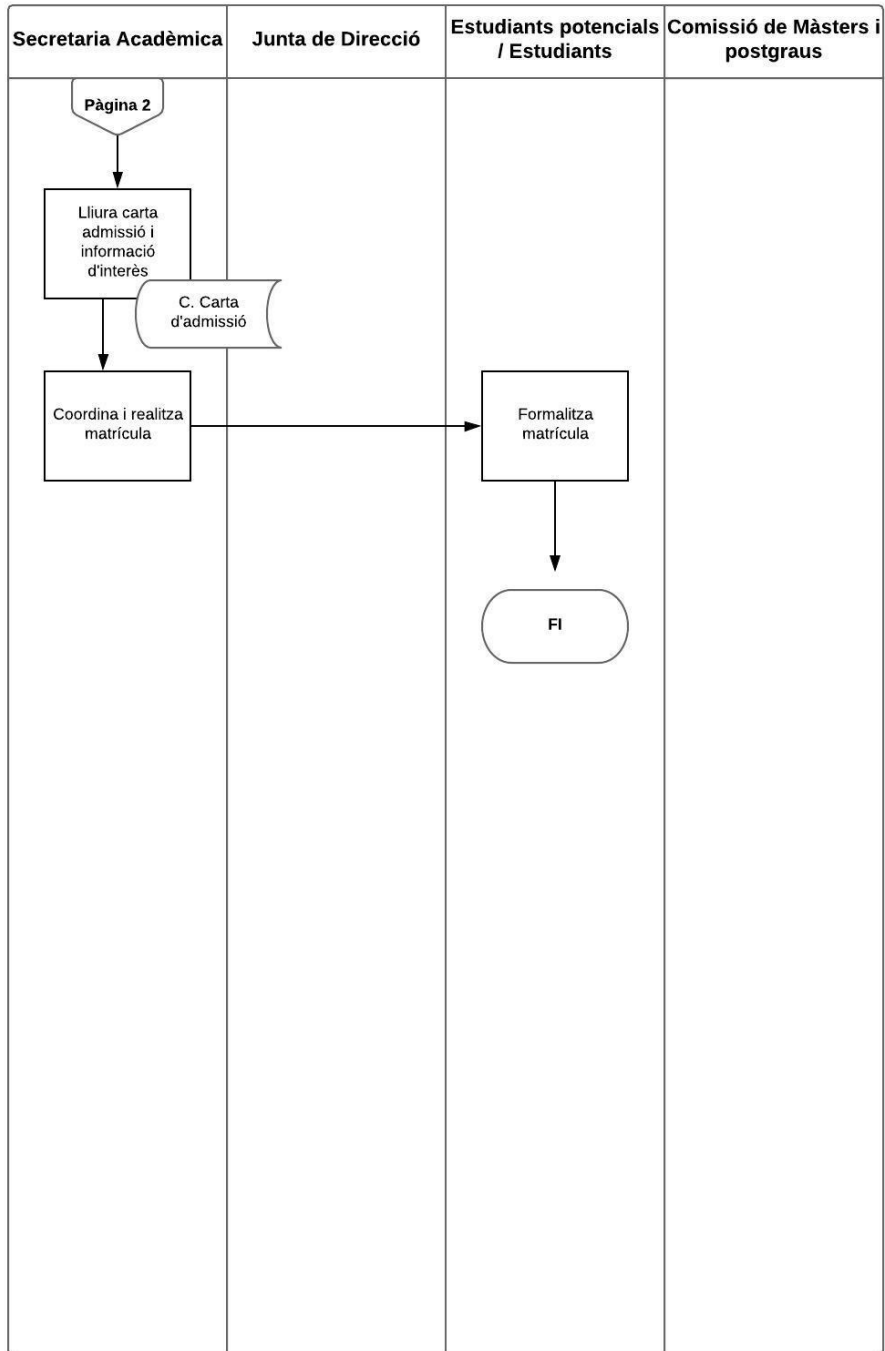 Secretaria Acadèmica
Junta de Direcció
Estudiants potencials
/ Estudiants
Comissió de Màsters i
postgraus
Pàgina 2
Lliura carta
admissió i
informació
d'interès
C. Carta
d'admissió
Coordina i realitza
matrícula
Formalitza
matrícula
FI